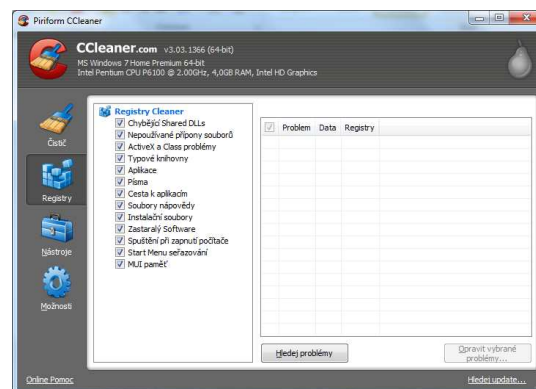 Piriform CCleaner
CCleaner.com v3.03.1366 (64-bit)
MS Windows 7 Home Premium 64-bit
Intel Pentium CPU P6100 @ 2.00GHz, 4,0GB RAM, Intel HD Graphics
Čistič
Registry
Nástroje
Možnosti
Registry Cleaner
Chybějící Shared DLLs
Nepoužívané přípony souborů
ActiveX a Class problémy
Typové knihovny
Aplikace
Písma
Cesta k aplikacím
Soubory nápovědy
Instalační soubory
Zastaralý Software
Spuštění při zapnutí počítače
Start Menu seřazování
MUI paměť
Problem Data Registry
Hledej problémy
Opravit vybrané
problémy...
Online Pomoc
Hledej update...